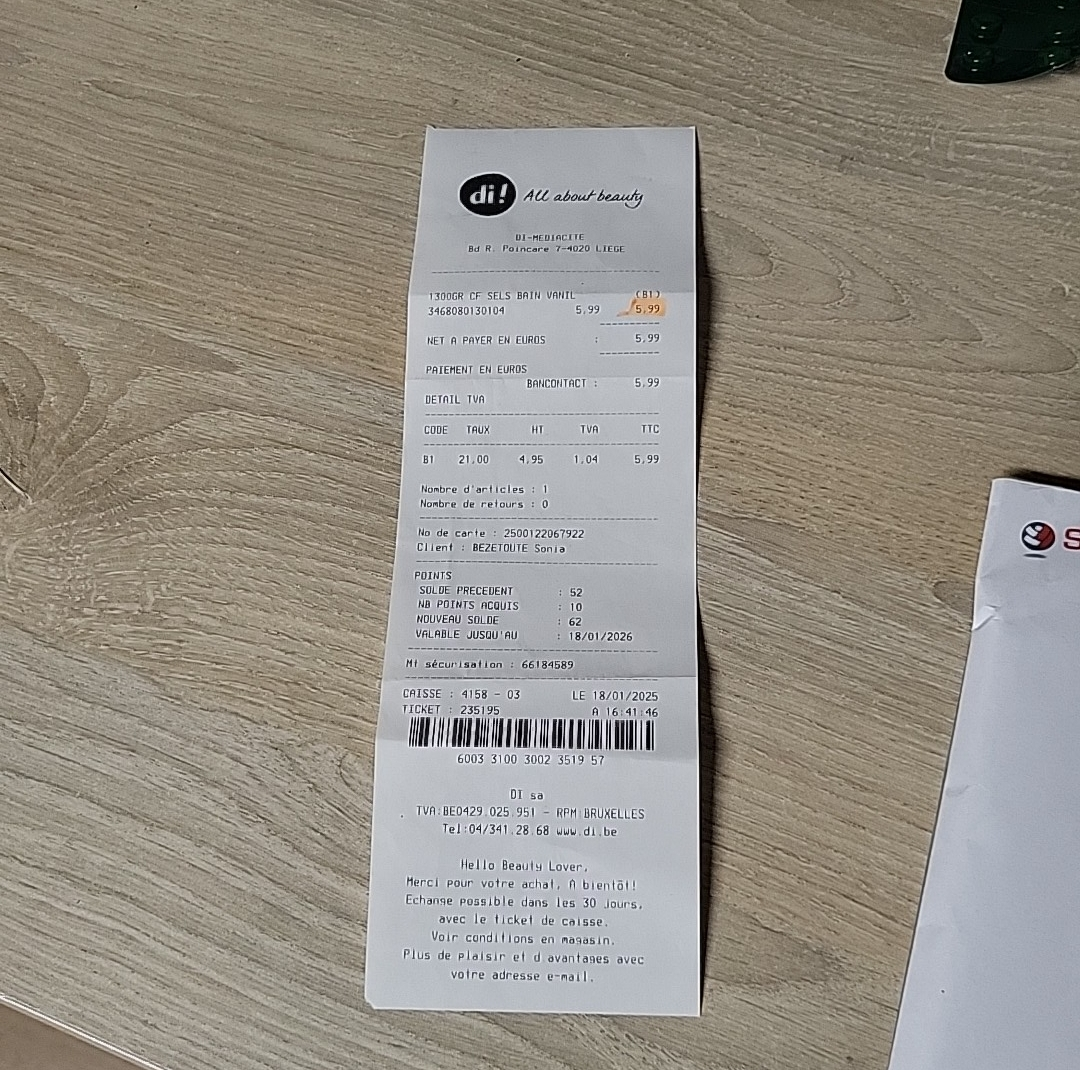 di! All about beauty
DI-MEDIACITE
Bd R. Poincare 7-4020 LIEGE
1300GR CF SELS BAIN VANIL (B1)
3468080130104 5,99 5,99
NET A PAYER EN EUROS : 5,99
PAIEMENT EN EUROS
BANCONTACT : 5,99
DETAIL TVA
CODE TAUX HT TVA TTC
B1 21,00 4,95 1,04 5,99
Nombre d'articles : 1
Nombre de retours : 0
No de carte : 2500122067922
Client : BEZETOUTE Sonia
POINTS
SOLDE PRECEDENT : 52
NB POINTS ACQUIS : 10
NOUVEAU SOLDE : 62
VALABLE JUSQU'AU : 18/01/2026
Mt sécurisation : 66184589
CAISSE : 4158 - 03 LE 18/01/2025
TICKET : 235195 A 16:41:46
6003 3100 3002 3519 57
DI sa
TVA:BE0429.025.951 - RPM:BRUXELLES
Tel:04/341.28.68 www.di.be
Hello Beauty Lover,
Merci pour votre achat, A bientôt!
Echange possible dans les 30 jours,
avec le ticket de caisse.
Voir conditions en magasin.
Plus de plaisir et d avantages avec
votre adresse e-mail.
S